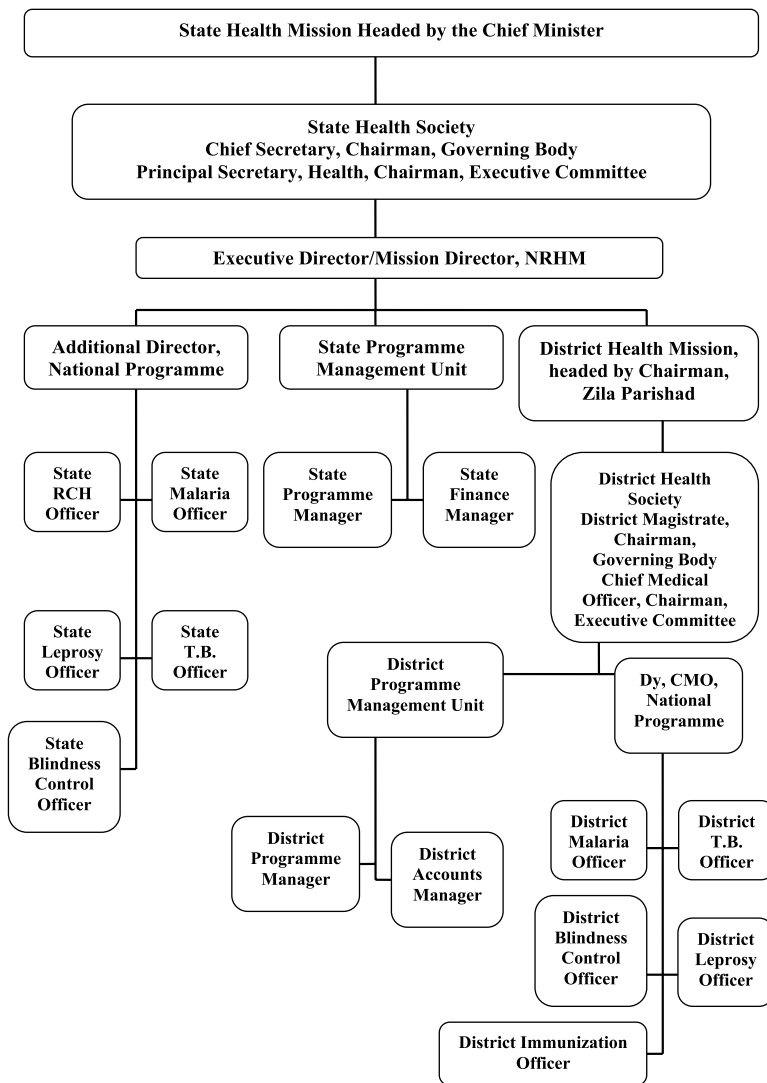 State Health Mission Headed by the Chief Minister
State Health Society
Chief Secretary, Chairman, Governing Body
Principal Secretary, Health, Chairman, Executive Committee
Executive Director/Mission Director, NRHM
Additional Director,
National Programme
State Programme
Management Unit
District Health Mission,
headed by Chairman,
Zila Parishad
State
RCH
Officer
State
Malaria
Officer
State
Programme
Manager
State
Finance
Manager
District Health
Society
District Magistrate,
Chairman,
Governing Body
Chief Medical
Officer, Chairman,
Executive Committee
State
Leprosy
Officer
State
T.B.
Officer
District
Programme
Management Unit
Dy, CMO,
National
Programme
State
Blindness
Control
Officer
District
Programme
Manager
District
Accounts
Manager
District
Malaria
Officer
District
T.B.
Officer
District
Blindness
Control
Officer
District
Leprosy
Officer
District Immunization
Officer